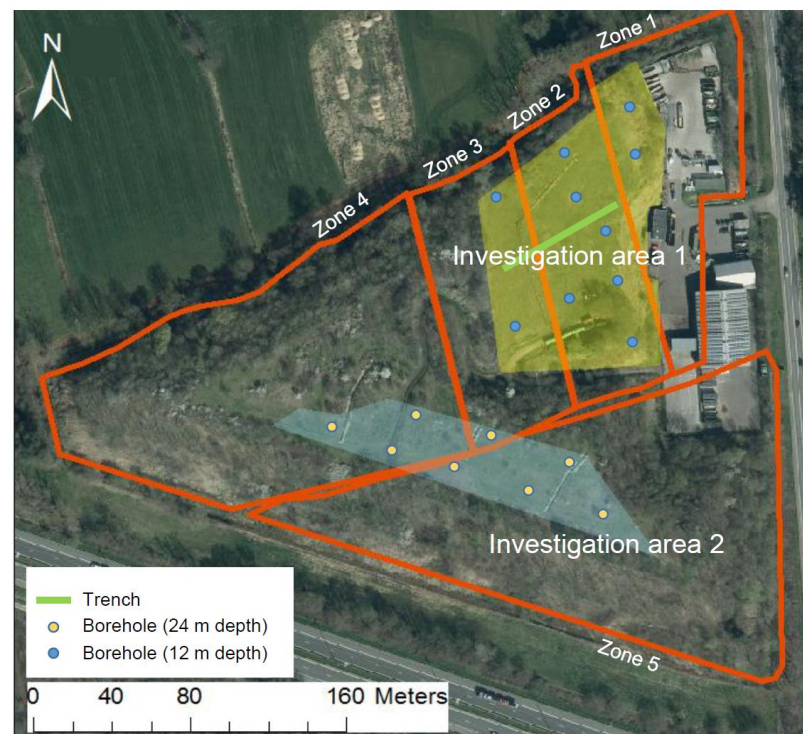 N
Zone 1
Zone 2
Zone 3
Zone 4
Investigation area 1
Investigation area 2
Zone 5
Trench
Borehole (24 m depth)
Borehole (12 m depth)
0 40 80 160 Meters